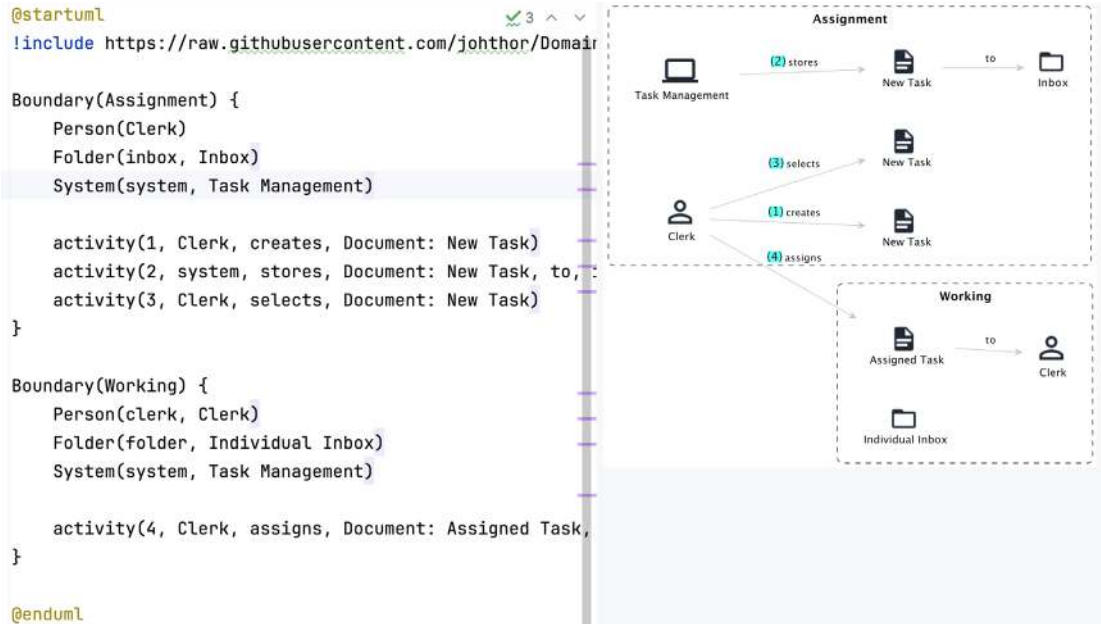 @startuml
3
!include https://raw.githubusercontent.com/johthor/Domain
Boundary(Assignment) {
Person(Clerk)
Folder(inbox, Inbox)
System(system, Task Management)
activity(1, Clerk, creates, Document: New Task)
activity(2, system, stores, Document: New Task, to,
activity(3, Clerk, selects, Document: New Task)
}
Boundary(Working) {
Person(clerk, Clerk)
Folder(folder, Individual Inbox)
System(system, Task Management)
activity(4, Clerk, assigns, Document: Assigned Task,
}
@enduml
Assignment
(2) stores
to
Task Management
New Task
Inbox
(3) selects
New Task
(1) creates
Clerk
New Task
(4) assigns
Working
to
Assigned Task
Clerk
Individual Inbox